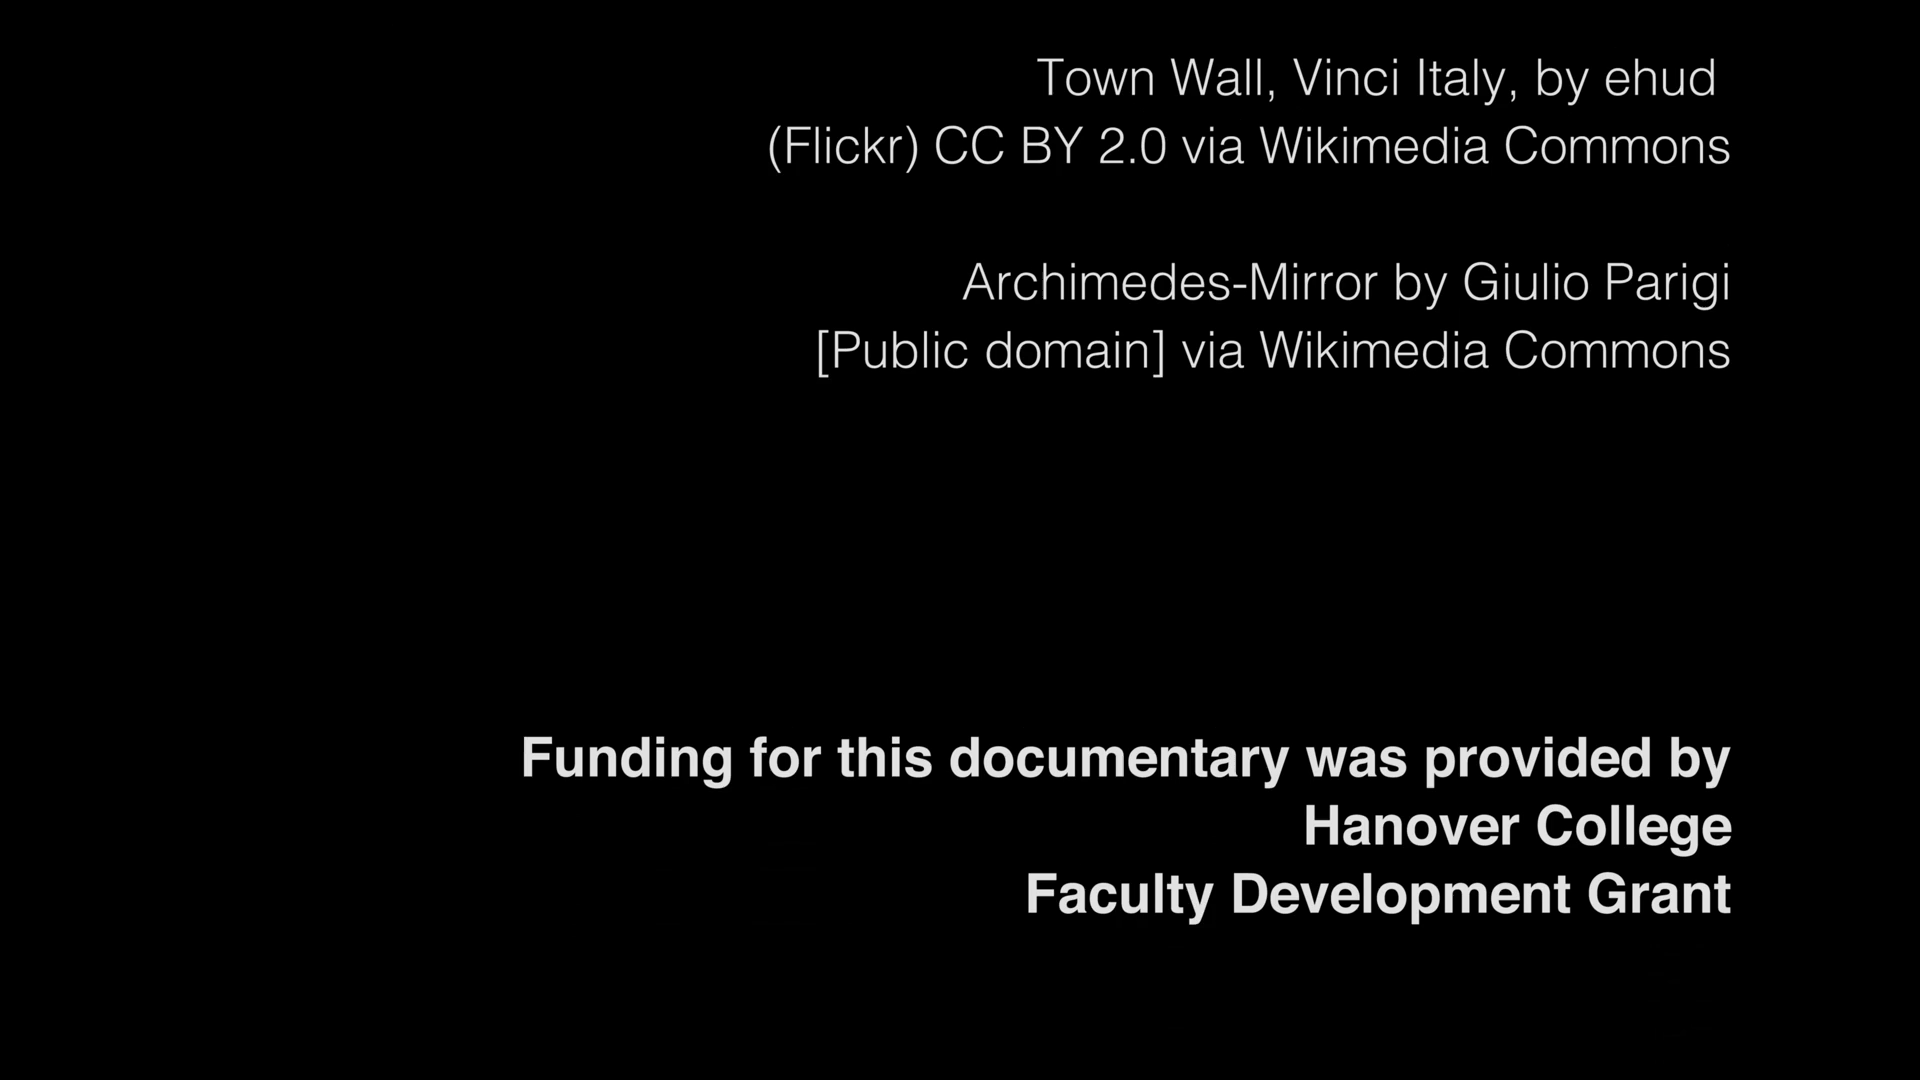 Town Wall, Vinci Italy, by ehud
(Flickr) CC BY 2.0 via Wikimedia Commons
Archimedes-Mirror by Giulio Parigi
[Public domain] via Wikimedia Commons
Funding for this documentary was provided by
Hanover College
Faculty Development Grant